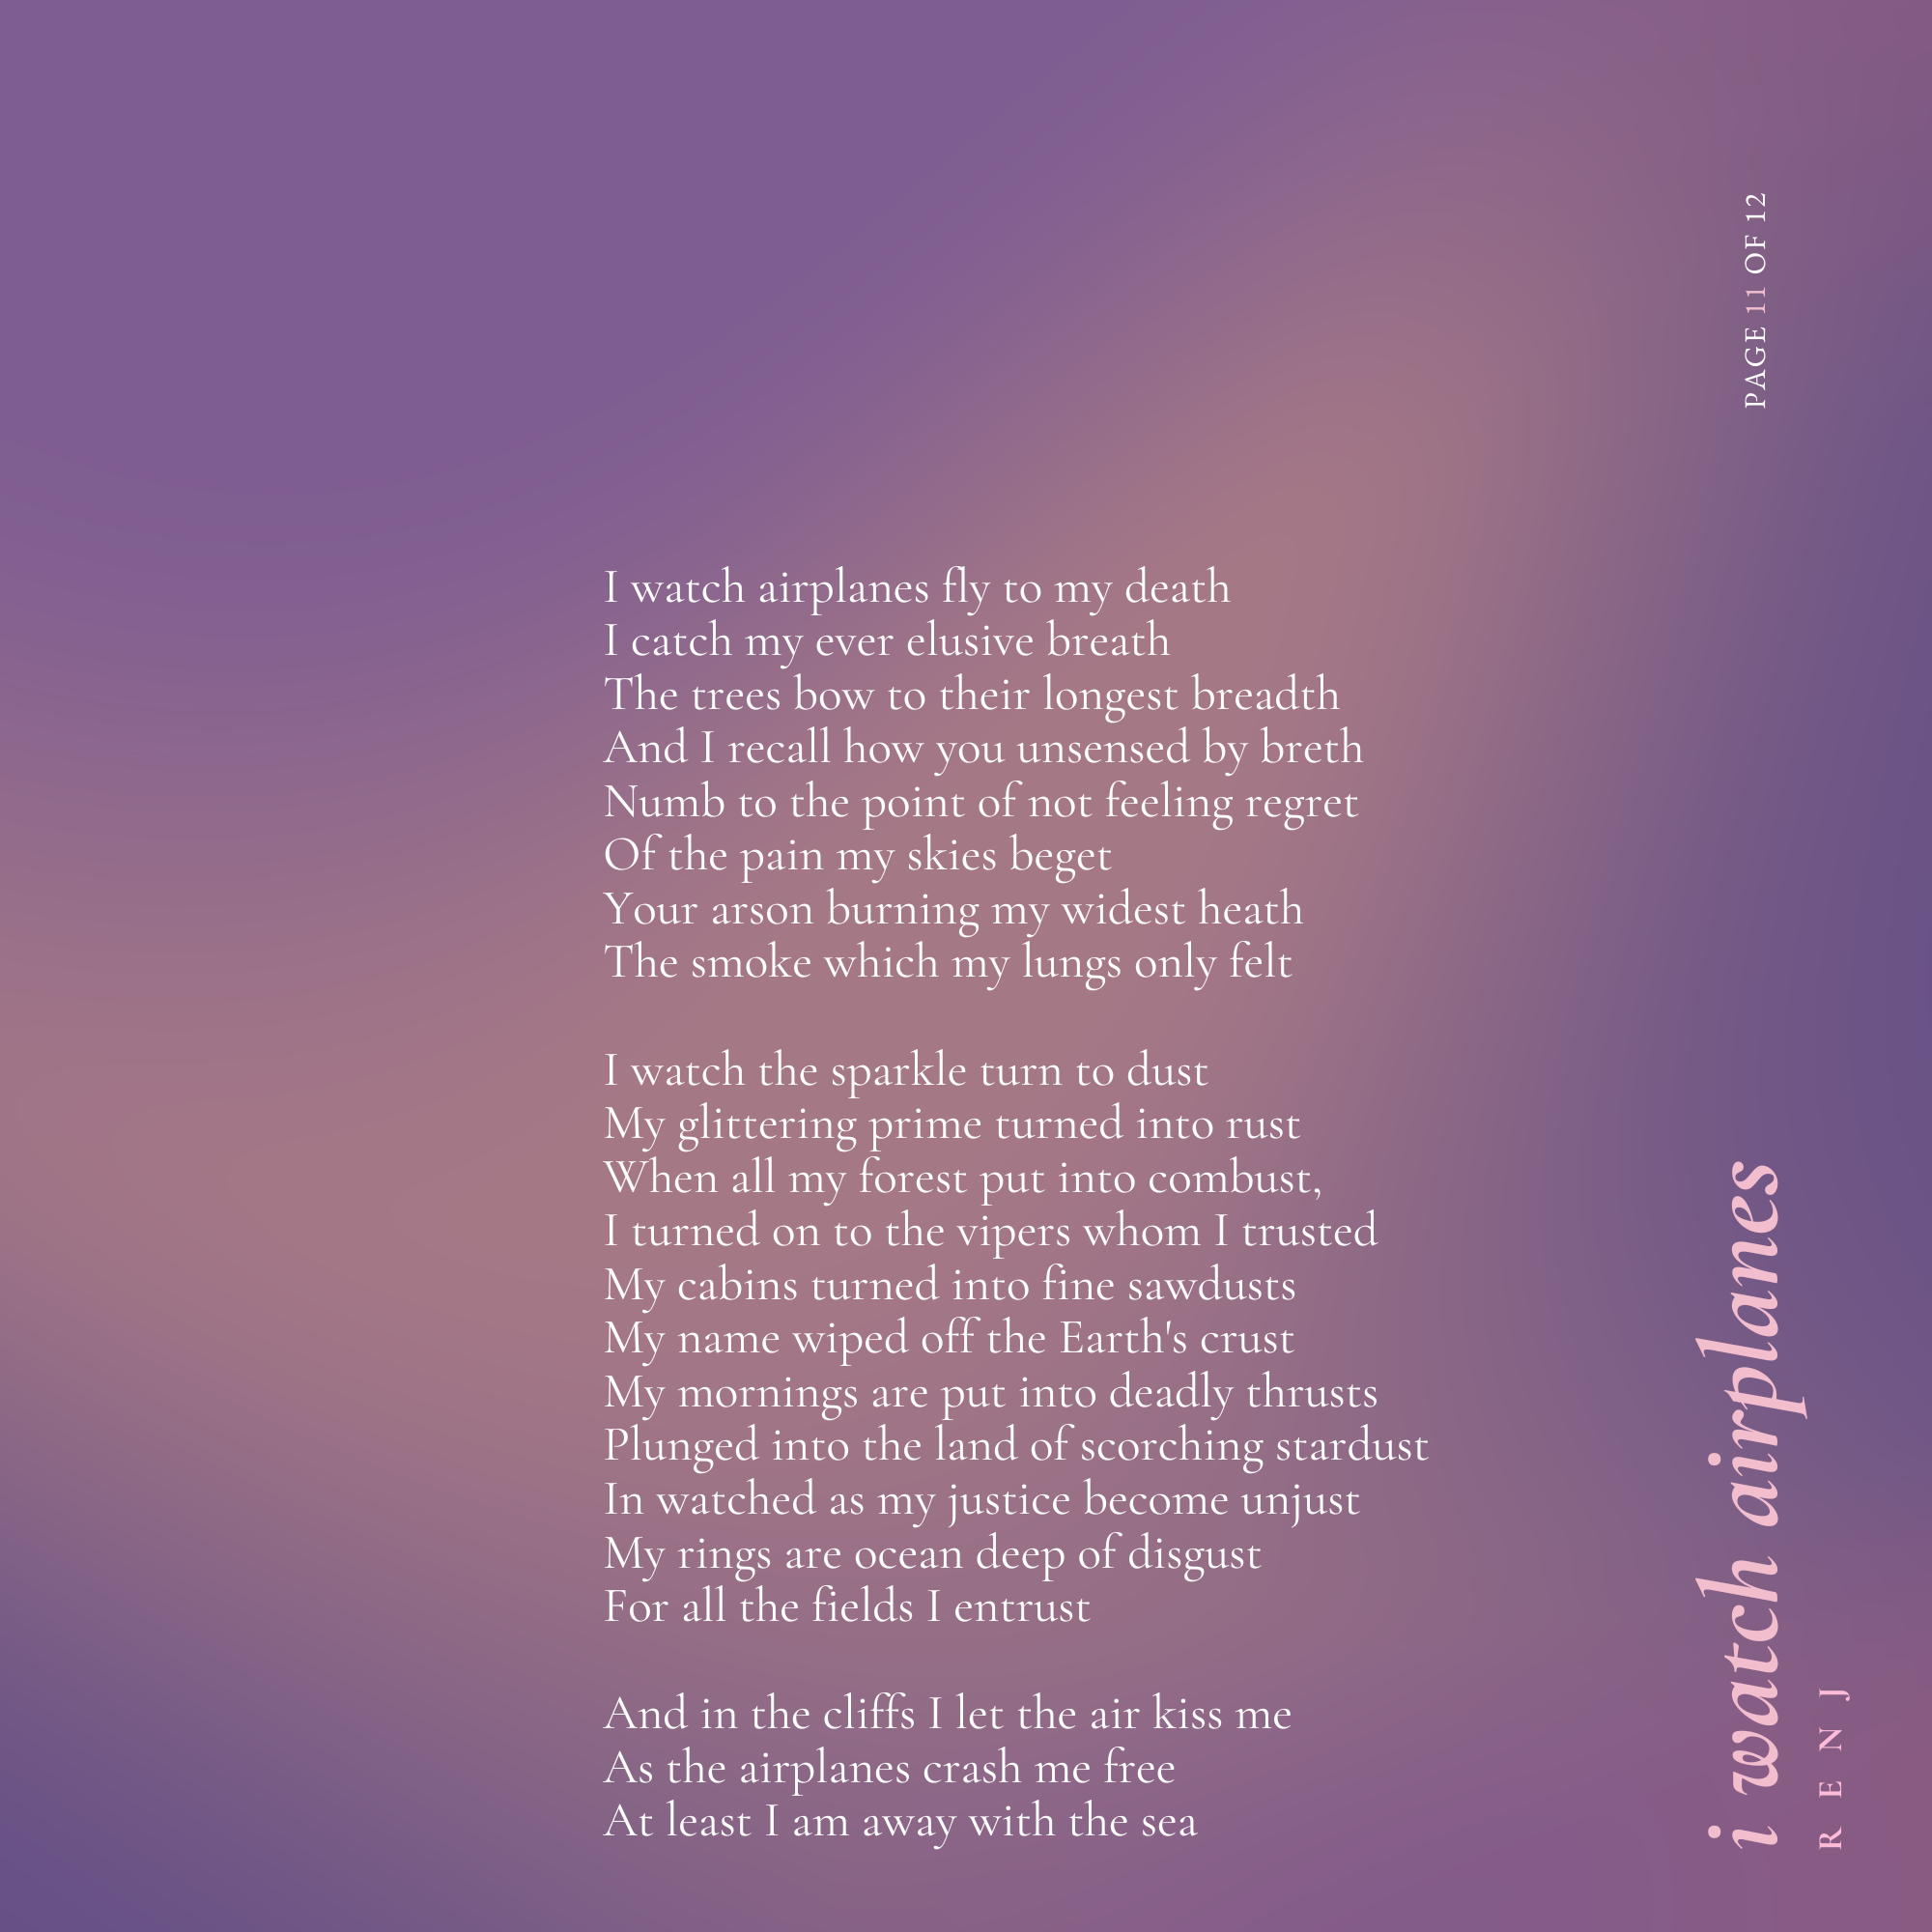 PAGE 11 OF 12
I watch airplanes fly to my death
I catch my ever elusive breath
The trees bow to their longest breadth
And I recall how you unsensed by breth
Numb to the point of not feeling regret
Of the pain my skies beget
Your arson burning my widest heath
The smoke which my lungs only felt
I watch the sparkle turn to dust
My glittering prime turned into rust
When all my forest put into combust,
I turned on to the vipers whom I trusted
My cabins turned into fine sawdusts
My name wiped off the Earth's crust
My mornings are put into deadly thrusts
Plunged into the land of scorching stardust
In watched as my justice become unjust
My rings are ocean deep of disgust
For all the fields I entrust
And in the cliffs I let the air kiss me
As the airplanes crash me free
At least I am away with the sea
i watch airplanes
RENJ